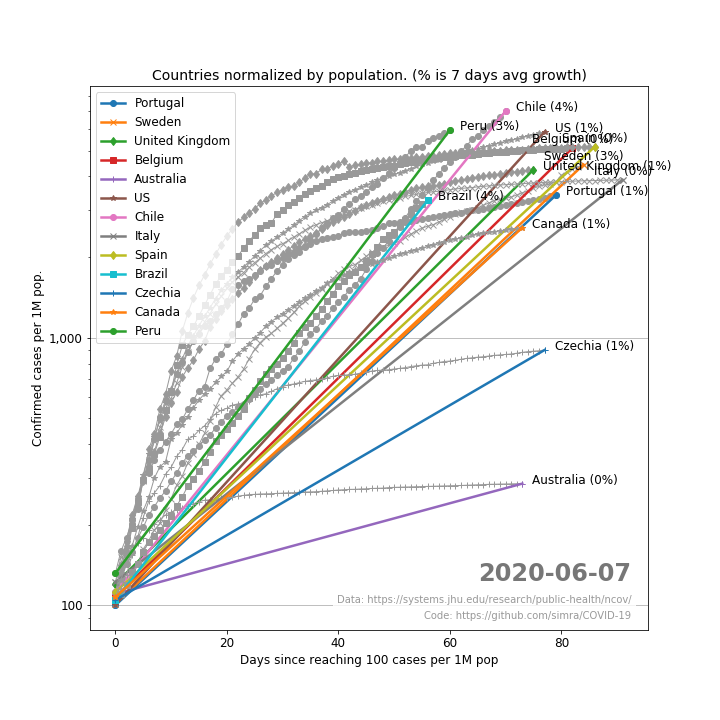 Countries normalized by population. (% is 7 days avg growth)
Confirmed cases per 1M pop.
1,000
100
Portugal
Sweden
United Kingdom
Belgium
Australia
US
Chile
Italy
Spain
Brazil
Czechia
Canada
Peru
Chile (4%)
Peru (3%)
US (1%)
Belgium (0%)
Spain (0%)
Sweden (3%)
United Kingdom (1%)
Italy (0%)
Portugal (1%)
Brazil (4%)
Canada (1%)
Czechia (1%)
Australia (0%)
2020-06-07
Data: https://systems.jhu.edu/research/public-health/ncov/
Code: https://github.com/simra/COVID-19
0 20 40 60 80
Days since reaching 100 cases per 1M pop